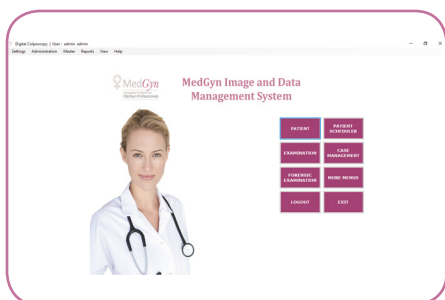 Digital Colposcopy | User : admin admin
Settings Administration Master Reports View Help
MedGyn
MedGyn Image and Data
Management System
PATIENT
PATIENT
SCHEDULER
EXAMINATION
CASE
MANAGEMENT
FORENSIC
EXAMINATION
MORE MENUS
LOGOUT
EXIT